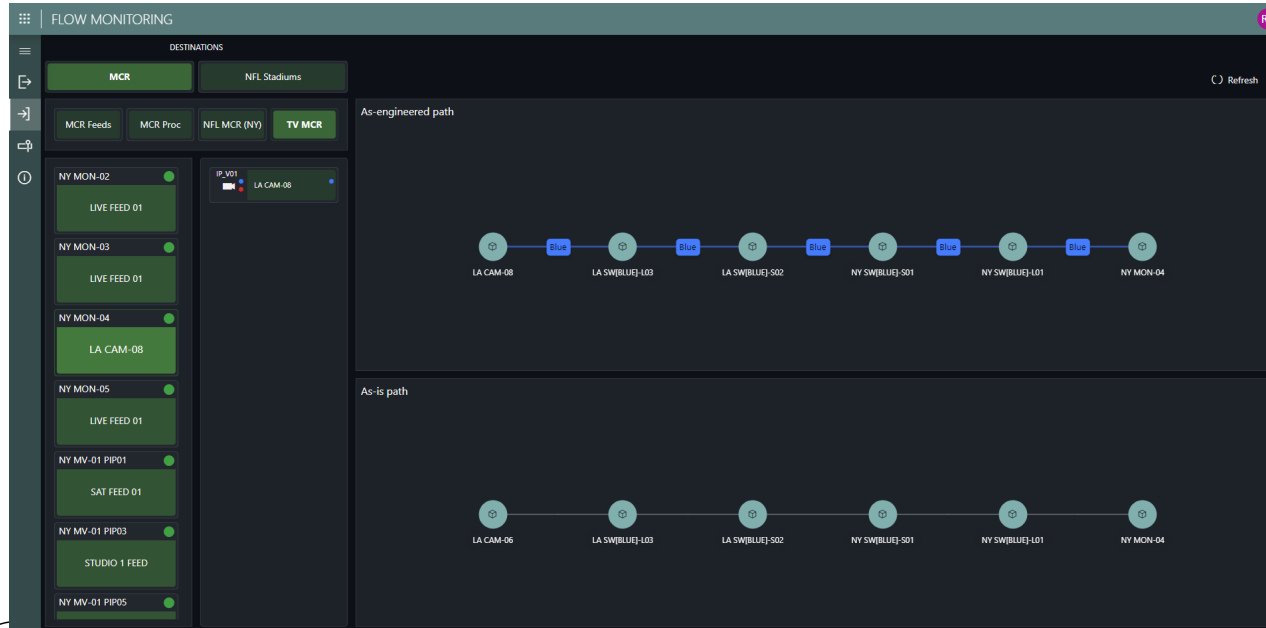 FLOW MONITORING
R
DESTINATIONS
MCR
NFL Stadiums
Refresh
MCR Feeds
MCR Proc
NFL MCR (NY)
TV MCR
NY MON-02
LIVE FEED 01
NY MON-03
LIVE FEED 01
NY MON-04
LA CAM-08
NY MON-05
LIVE FEED 01
NY MV-01 PIP01
SAT FEED 01
NY MV-01 PIP03
STUDIO 1 FEED
NY MV-01 PIP05
IP_V01
LA CAM-08
As-engineered path
Blue
Blue
Blue
Blue
Blue
LA CAM-08
LA SW[BLUE]-L03
LA SW[BLUE]-S02
NY SW[BLUE]-S01
NY SW[BLUE]-L01
NY MON-04
As-is path
LA CAM-06
LA SW[BLUE]-L03
LA SW[BLUE]-S02
NY SW[BLUE]-S01
NY SW[BLUE]-L01
NY MON-04